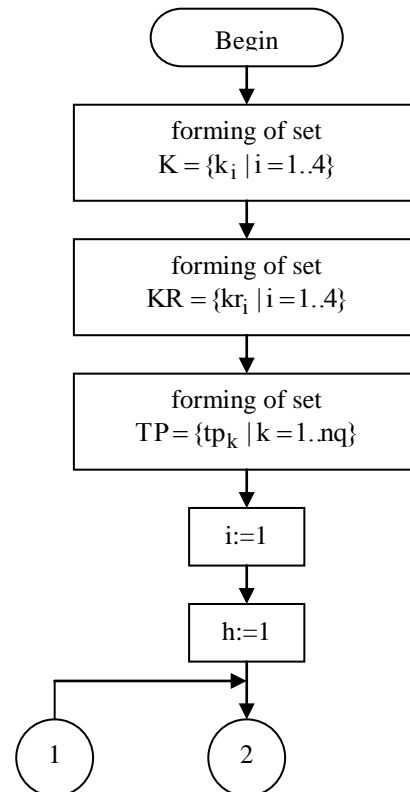 Begin
forming of set
K = {k_i | i = 1..4}
forming of set
KR = {kr_i | i = 1..4}
forming of set
TP = {tp_k | k = 1..nq}
i:=1
h:=1
1
2